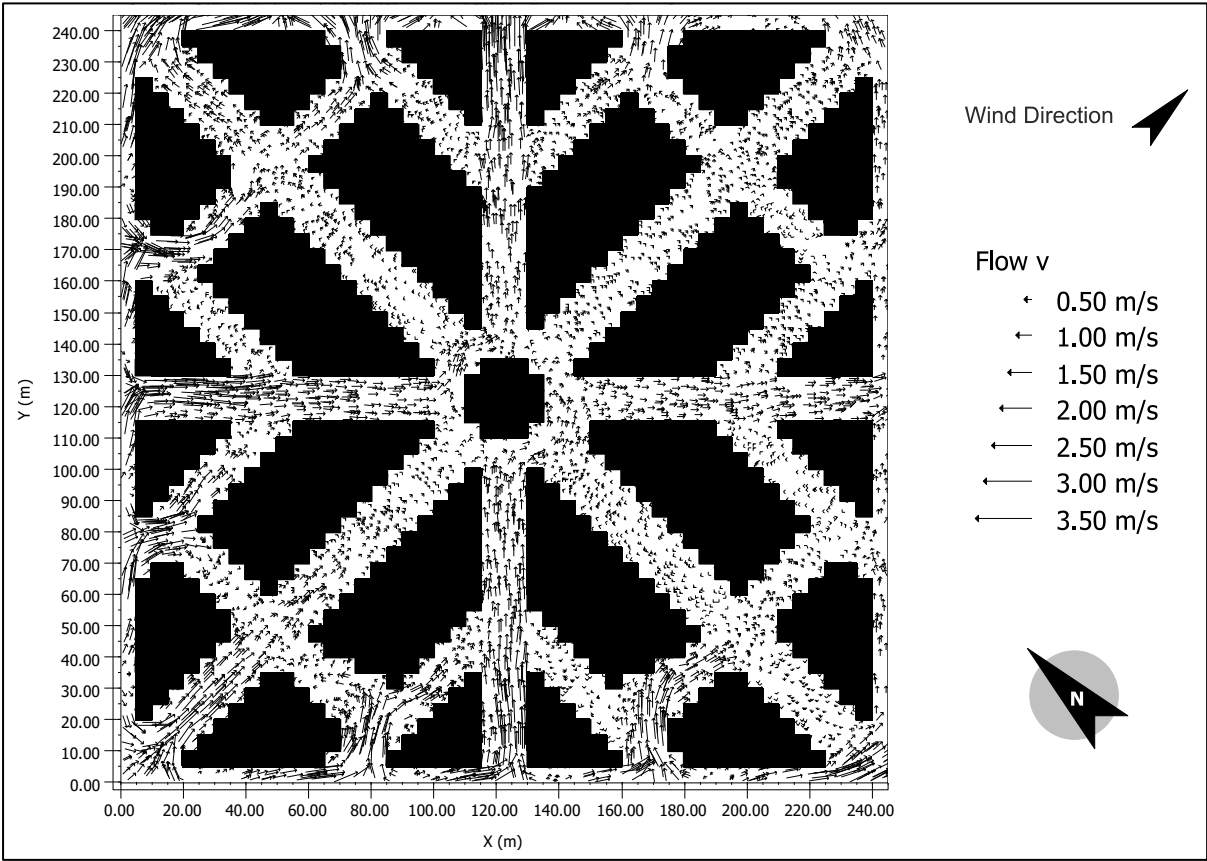 240.00
230.00
220.00
210.00
200.00
190.00
180.00
170.00
160.00
150.00
140.00
130.00
120.00
110.00
100.00
90.00
80.00
70.00
60.00
50.00
40.00
30.00
20.00
10.00
0.00
Y (m)
0.00 20.00 40.00 60.00 80.00 100.00 120.00 140.00 160.00 180.00 200.00 220.00 240.00
X (m)
Wind Direction
Flow v
0.50 m/s
1.00 m/s
1.50 m/s
2.00 m/s
2.50 m/s
3.00 m/s
3.50 m/s
N